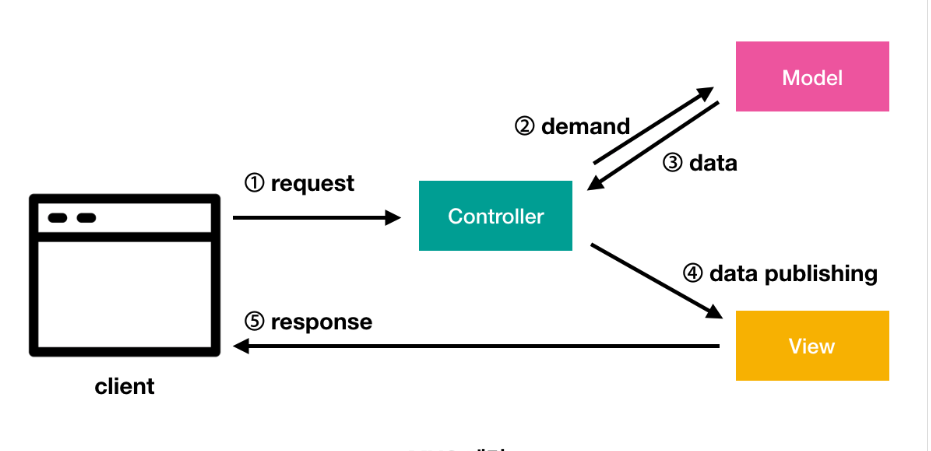 Model
② demand
③ data
① request
Controller
④ data publishing
⑤ response
View
client